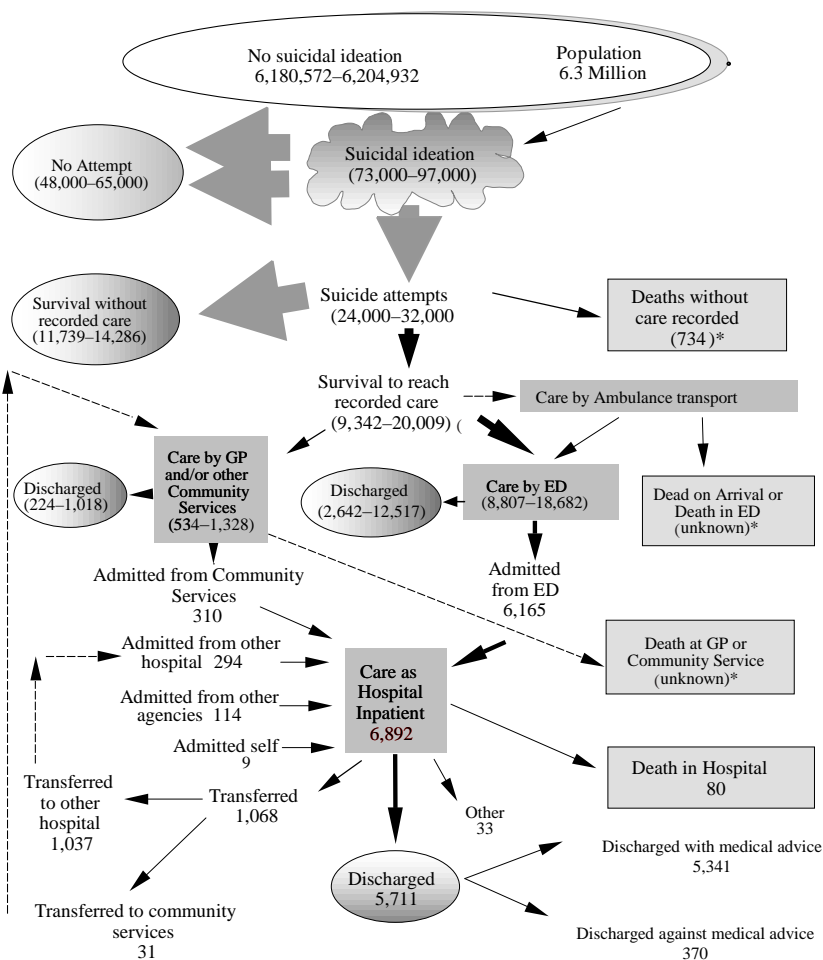 No suicidal ideation
6,180,572–6,204,932
Population
6.3 Million
No Attempt
(48,000–65,000)
Suicidal ideation
(73,000–97,000)
Survival without
recorded care
(11,739–14,286)
Suicide attempts
(24,000–32,000
Deaths without
care recorded
(734)*
Survival to reach
recorded care
(9,342–20,009) (
Care by Ambulance transport
Care by GP
and/or other
Community
Services
(534–1,328)
Discharged
(224–1,018)
Discharged
(2,642–12,517)
Care by ED
(8,807–18,682)
Dead on Arrival or
Death in ED
(unknown)*
Admitted from Community
Services
310
Admitted
from ED
6,165
Admitted from other
hospital 294
Admitted from other
agencies 114
Admitted self
9
Care as
Hospital
Inpatient
6,892
Death at GP or
Community Service
(unknown)*
Death in Hospital
80
Transferred
to other
hospital
1,037
Transferred
1,068
Other
33
Discharged
5,711
Discharged with medical advice
5,341
Transferred to community
services
31
Discharged against medical advice
370